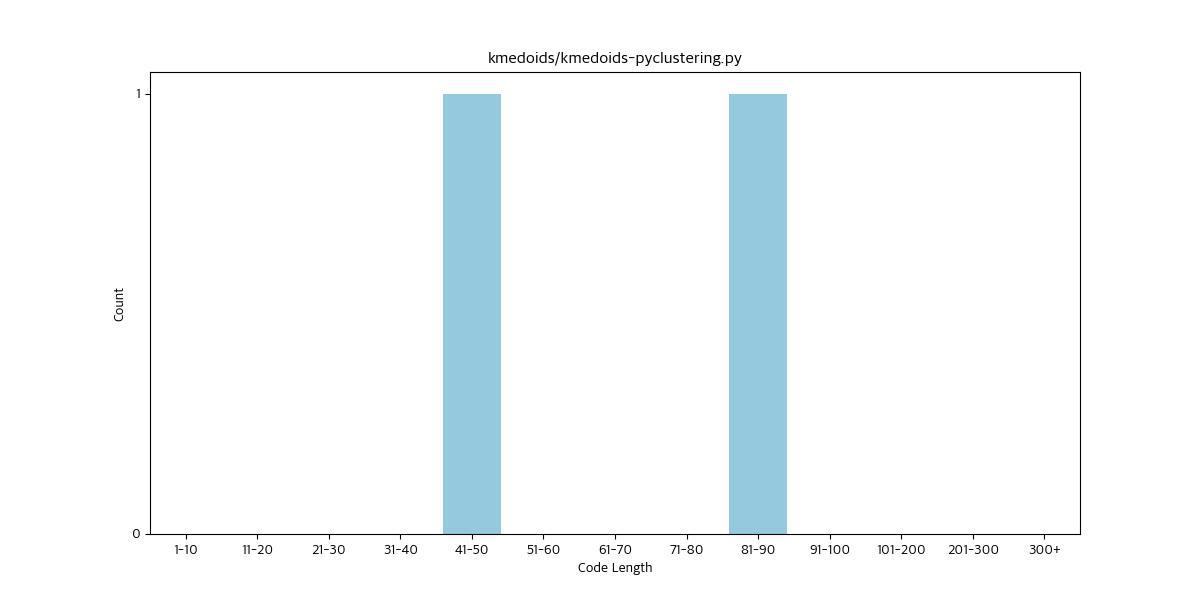 kmedoids/kmedoids-pyclustering.py
1
Count
0
1-10 11-20 21-30 31-40 41-50 51-60 61-70 71-80 81-90 91-100 101-200 201-300 300+
Code Length